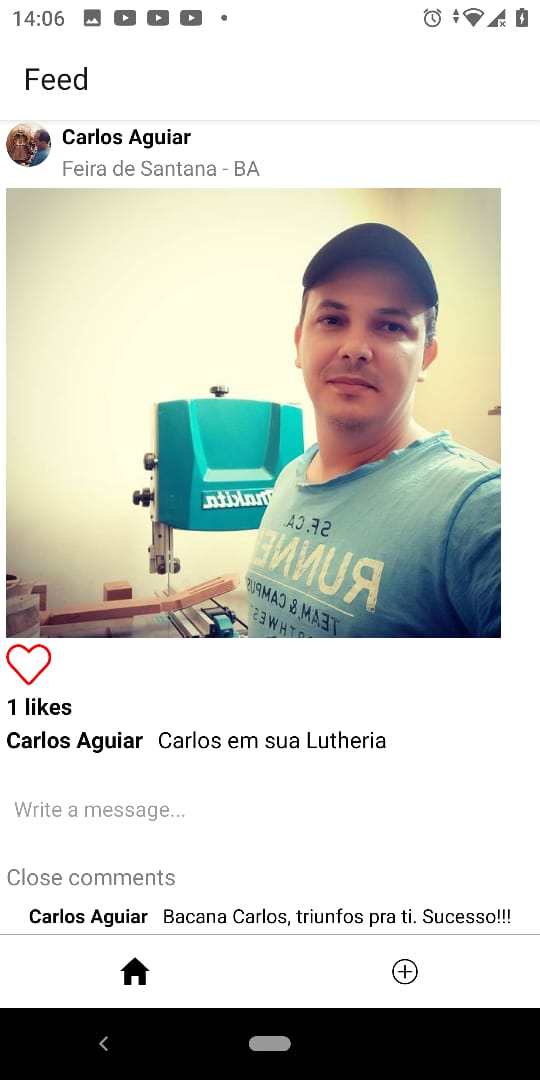 14:06
Feed
Carlos Aguiar
Feira de Santana - BA
makita
SF.CA.
RUNNE
TEAM & CAMPUS
RTHWEST
1 likes
Carlos Aguiar Carlos em sua Lutheria
Write a message...
Close comments
Carlos Aguiar Bacana Carlos, triunfos pra ti. Sucesso!!!